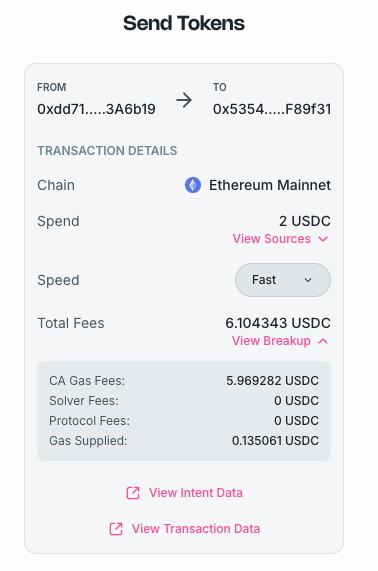 Send Tokens
FROM
TO
0xdd71.....3A6b19
0x5354.....F89f31
TRANSACTION DETAILS
Chain
Ethereum Mainnet
Spend
2 USDC
View Sources
Speed
Fast
Total Fees
6.104343 USDC
View Breakup
CA Gas Fees:
5.969282 USDC
Solver Fees:
0 USDC
Protocol Fees:
0 USDC
Gas Supplied:
0.135061 USDC
View Intent Data
View Transaction Data